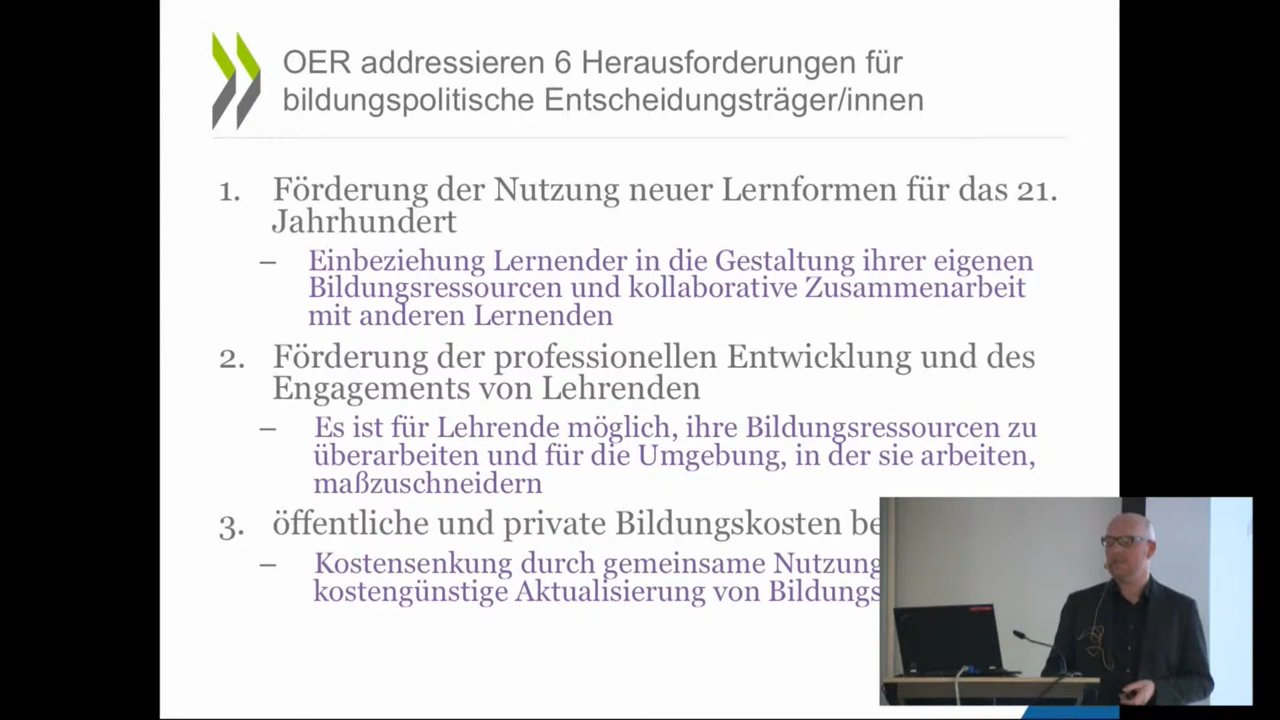 OER addressieren 6 Herausforderungen für
bildungspolitische Entscheidungsträger/innen
1. Förderung der Nutzung neuer Lernformen für das 21.
Jahrhundert
– Einbeziehung Lernender in die Gestaltung ihrer eigenen
Bildungsressourcen und kollaborative Zusammenarbeit
mit anderen Lernenden
2. Förderung der professionellen Entwicklung und des
Engagements von Lehrenden
– Es ist für Lehrende möglich, ihre Bildungsressourcen zu
überarbeiten und für die Umgebung, in der sie arbeiten,
maßzuschneidern
3. öffentliche und private Bildungskosten be
– Kostensenkung durch gemeinsame Nutzung
kostengünstige Aktualisierung von Bildungs